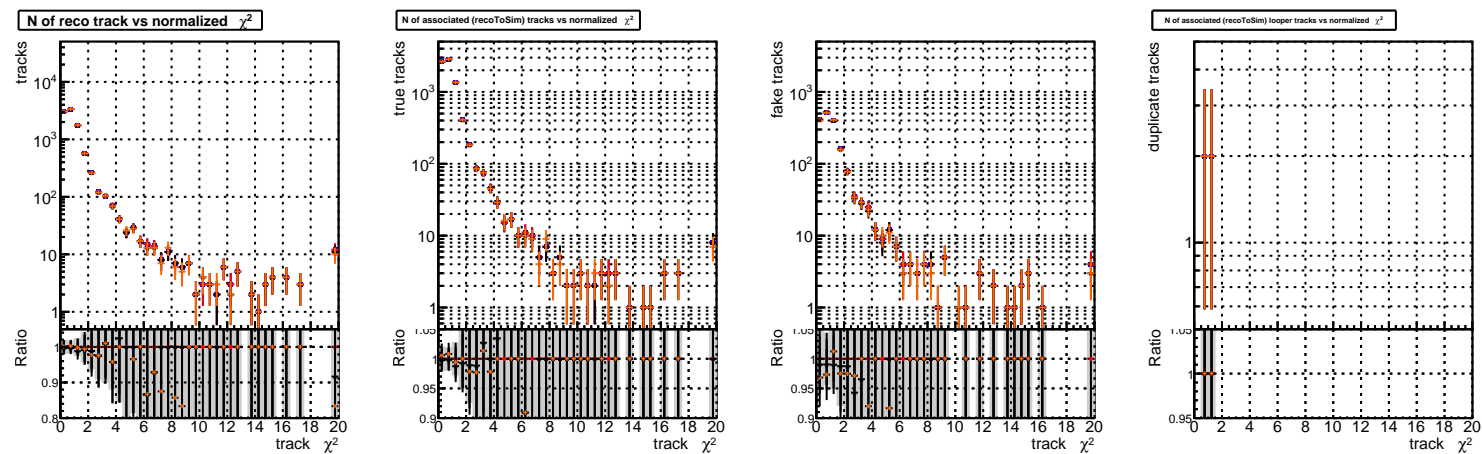 N of reco track vs normalized χ²
tracks
10⁴
10³
10²
10
1
Ratio
1
0.9
0.8
0 2 4 6 8 10 12 14 16 18 20
track χ²
N of associated (recoToSim) tracks vs normalized χ²
true tracks
10³
10²
10
1
Ratio
1.05
1
0.95
0.9
0 2 4 6 8 10 12 14 16 18 20
track χ²
fake tracks
10³
10²
10
1
Ratio
1.05
1
0.95
0.9
0 2 4 6 8 10 12 14 16 18 20
track χ²
N of associated (recoToSim) looper tracks vs normalized χ²
duplicate tracks
1
Ratio
1.05
1
0.95
0 2 4 6 8 10 12 14 16 18 20
track χ²